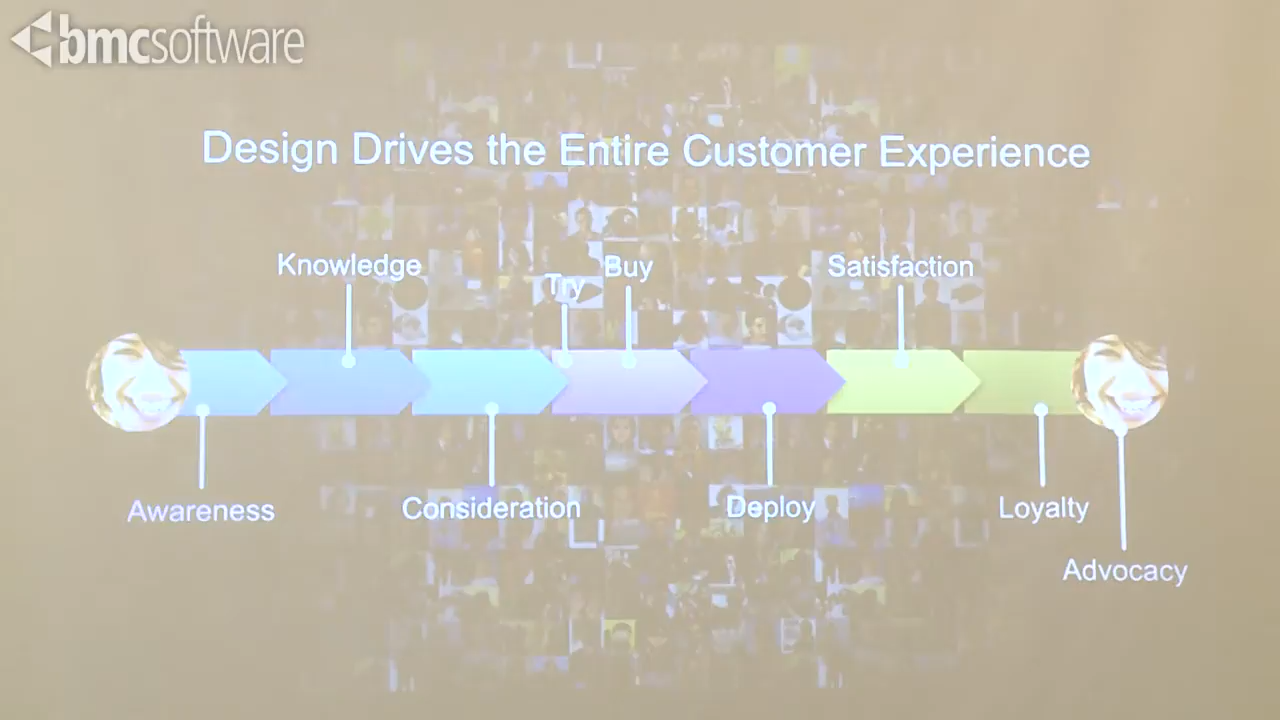 bmcsoftware
Design Drives the Entire Customer Experience
Knowledge
Try
Buy
Satisfaction
Awareness
Consideration
Deploy
Loyalty
Advocacy